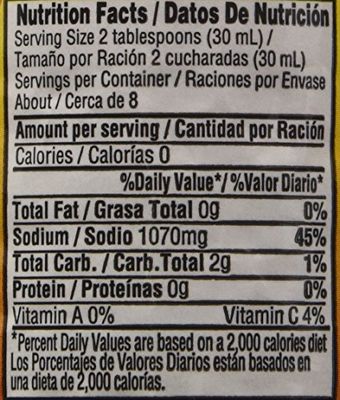 Nutrition Facts / Datos De Nutrición
Serving Size 2 tablespoons (30 mL) /
Tamaño por Ración 2 cucharadas (30 mL)
Servings per Container / Raciones por Envase
About / Cerca de 8
Amount per serving / Cantidad por Ración
Calories / Calorías 0
%Daily Value*/ %Valor Diario*
Total Fat / Grasa Total 0g 0%
Sodium / Sodio 1070mg 45%
Total Carb. / Carb.Total 2g 1%
Protein / Proteínas 0g 0%
Vitamin A 0% Vitamin C 4%
*Percent Daily Values are based on a 2,000 calories diet
Los Porcentajes de Valores Diarios están basados en
una dieta de 2,000 calorías.